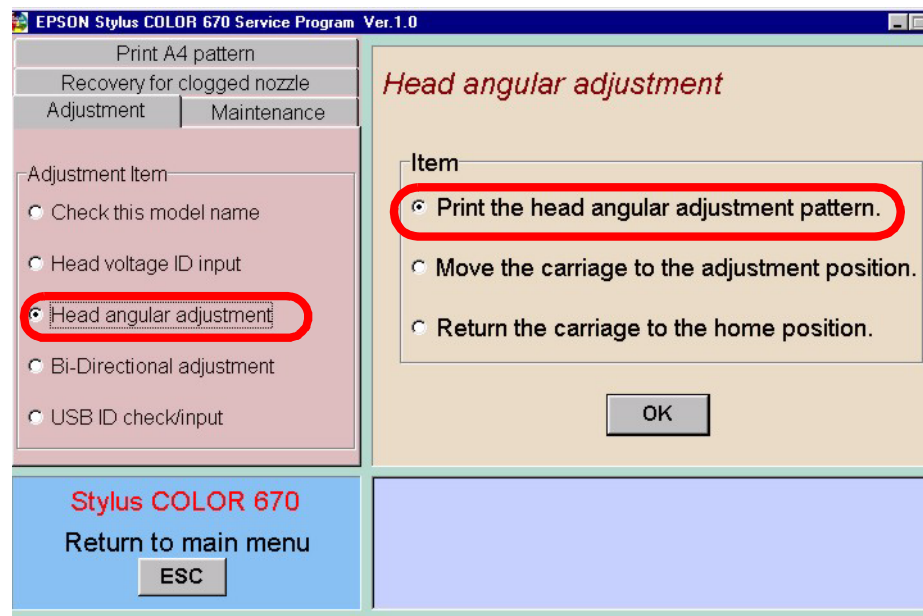 EPSON Stylus COLOR 670 Service Program Ver.1.0
Print A4 pattern
Recovery for clogged nozzle
Adjustment
Maintenance
Adjustment Item
Check this model name
Head voltage ID input
Head angular adjustment
Bi-Directional adjustment
USB ID check/input
Head angular adjustment
Item
Print the head angular adjustment pattern.
Move the carriage to the adjustment position.
Return the carriage to the home position.
OK
Stylus COLOR 670
Return to main menu
ESC